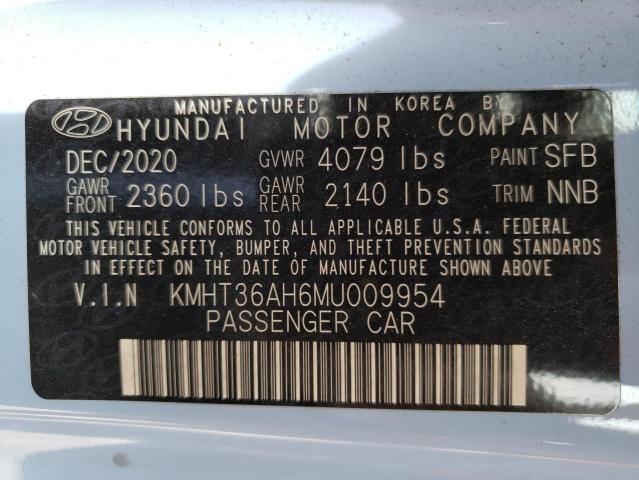 MANUFACTURED IN KOREA BY
HYUNDAI MOTOR COMPANY
DEC/2020 GVWR 4079 lbs PAINT SFB
GAWR FRONT 2360 lbs GAWR REAR 2140 lbs TRIM NNB
THIS VEHICLE CONFORMS TO ALL APPLICABLE U.S.A. FEDERAL
MOTOR VEHICLE SAFETY, BUMPER, AND THEFT PREVENTION STANDARDS
IN EFFECT ON THE DATE OF MANUFACTURE SHOWN ABOVE
V.I.N KMHT36AH6MU009954
PASSENGER CAR